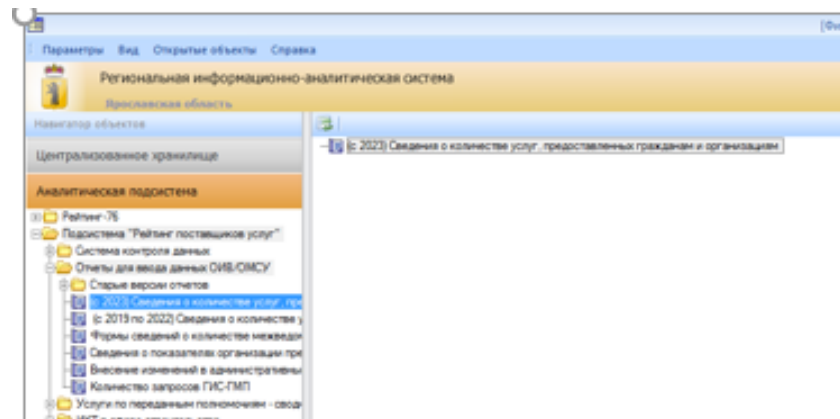 [Фи
Параметры Вид Открытые объекты Справка
Региональная информационно-аналитическая система
Ярославская область
Навигатор объектов
Централизованное хранилище
(с 2023) Сведения о количестве услуг, предоставленных гражданам и организациям
Аналитическая подсистема
Рейтинг-76
Подсистема "Рейтинг поставщиков услуг"
Система контроля данных
Отчеты для ввода данных ОИВ/ОМСУ
Старые версии отчетов
(с 2023) Сведения о количестве услуг, пре
(с 2019 по 2022) Сведения о количестве у
Формы сведений о количестве межведом
Сведения о показателях организации пре
Внесение изменений в административны
Количество запросов ГИС-ГМП
Услуги по переданным полномочиям - свод